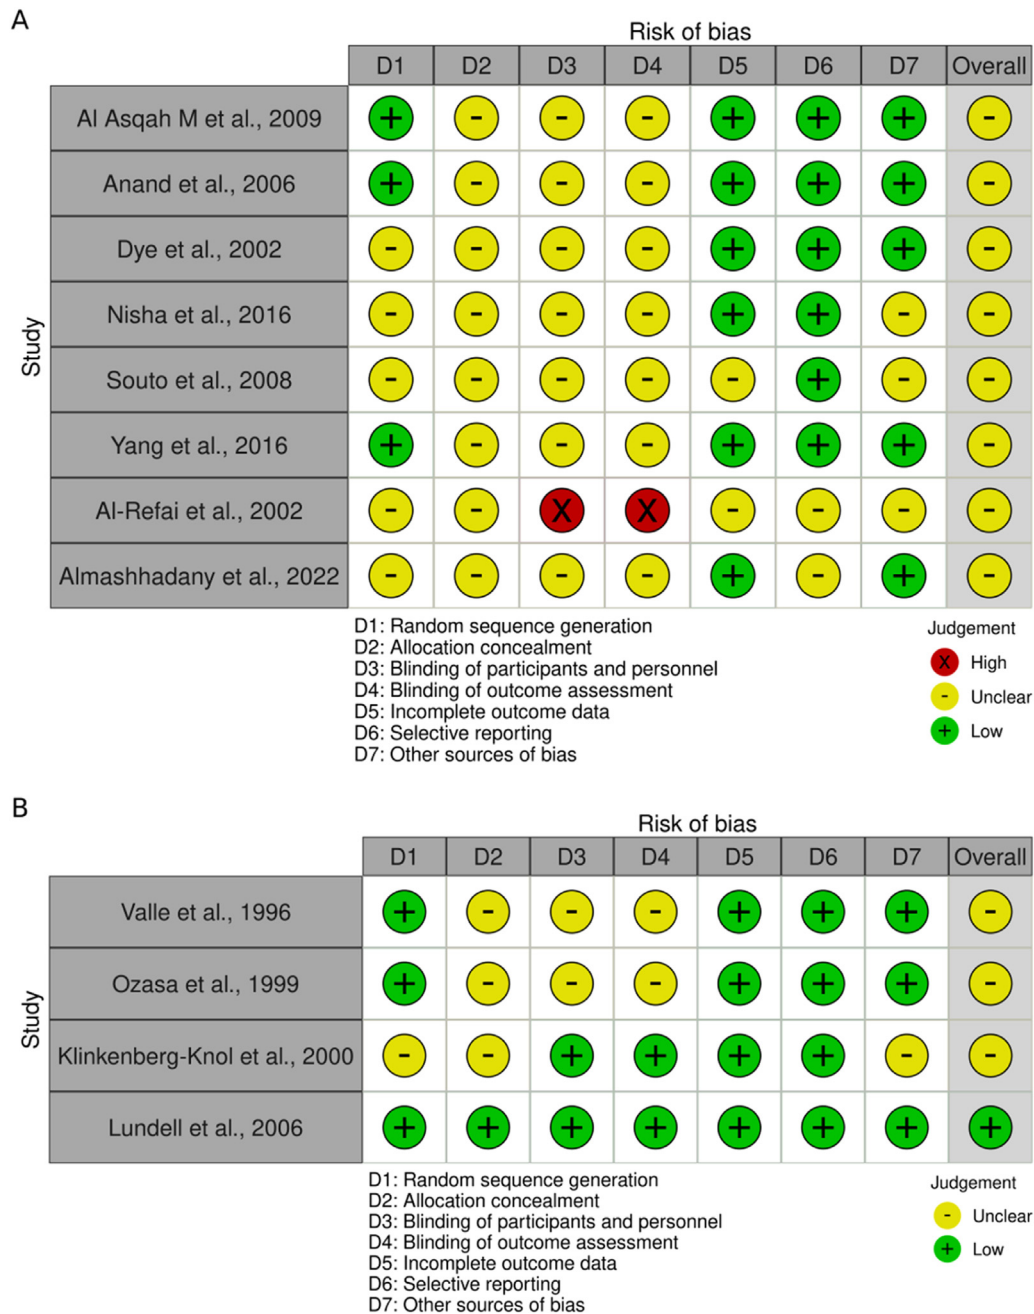 A
Risk of bias
D1 D2 D3 D4 D5 D6 D7 Overall
Study
Al Asqah M et al., 2009 + - - - + + + -
Anand et al., 2006 + - - - + + + -
Dye et al., 2002 - - - - + + + -
Nisha et al., 2016 - - - - + + - -
Souto et al., 2008 - - - - - + - -
Yang et al., 2016 + - - - + + + -
Al-Refai et al., 2002 - - X X - - - -
Almashhadany et al., 2022 - - - - + - + -
D1: Random sequence generation
D2: Allocation concealment
D3: Blinding of participants and personnel
D4: Blinding of outcome assessment
D5: Incomplete outcome data
D6: Selective reporting
D7: Other sources of bias
Judgement
X High
- Unclear
+ Low
B
Risk of bias
D1 D2 D3 D4 D5 D6 D7 Overall
Study
Valle et al., 1996 + - - - + + + -
Ozasa et al., 1999 + - - - + + + -
Klinkenberg-Knol et al., 2000 - - + + + + - -
Lundell et al., 2006 + + + + + + + +
D1: Random sequence generation
D2: Allocation concealment
D3: Blinding of participants and personnel
D4: Blinding of outcome assessment
D5: Incomplete outcome data
D6: Selective reporting
D7: Other sources of bias
Judgement
- Unclear
+ Low